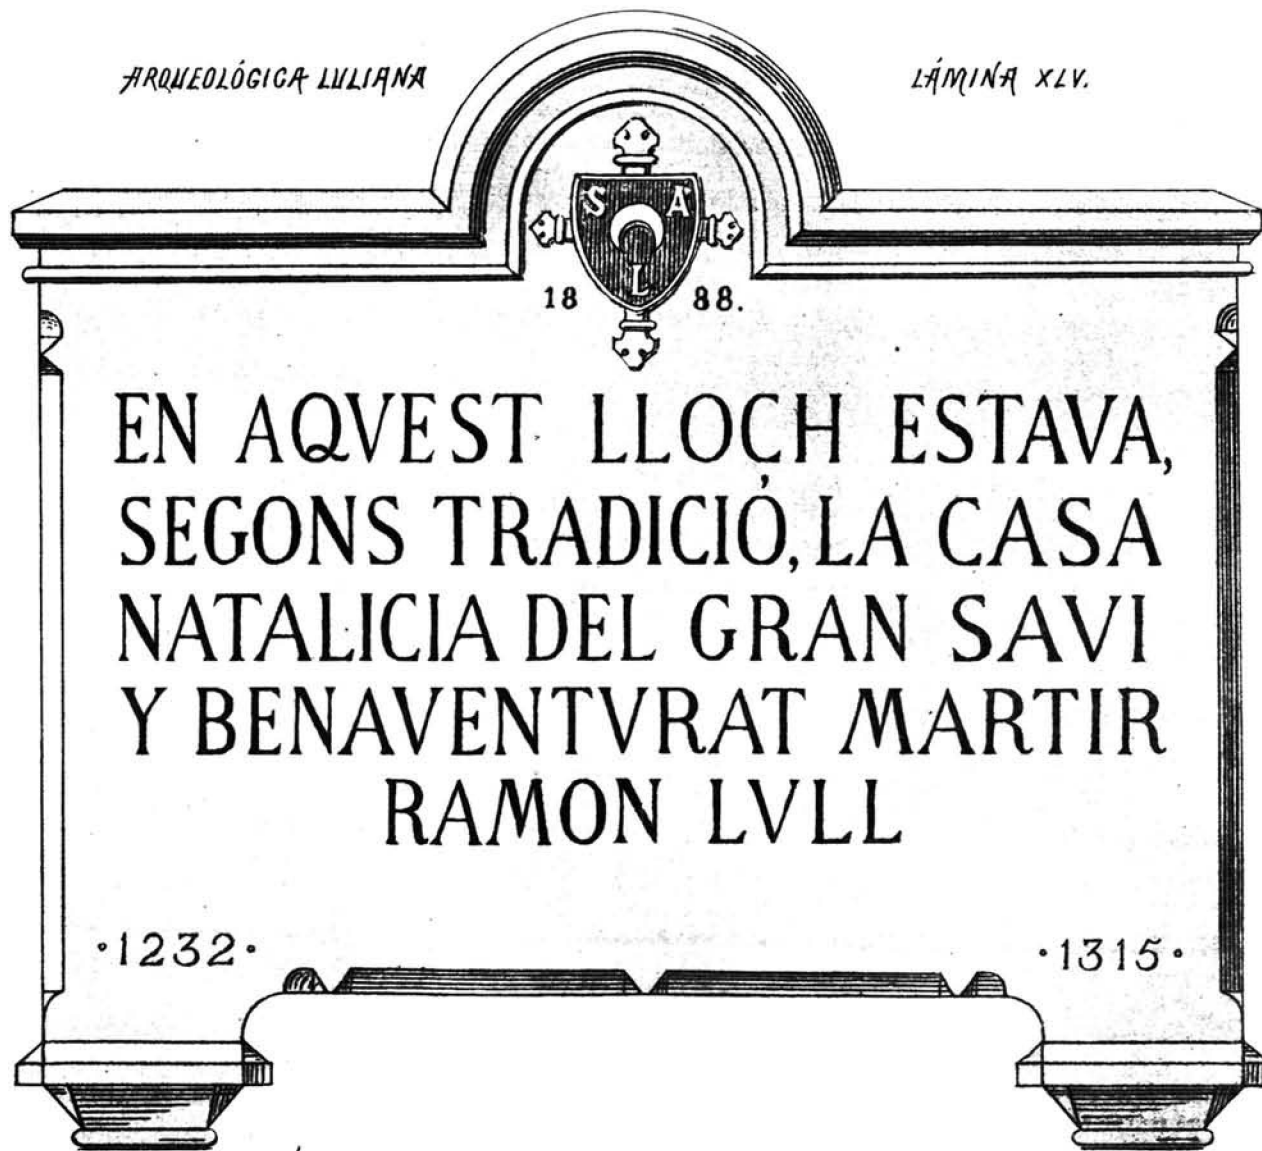 ARQUEOLÓGICA LULIANA
LÁMINA XLV.
S A
L
18 88.
EN AQVEST LLOCH ESTAVA,
SEGONS TRADICIÓ, LA CASA
NATALICIA DEL GRAN SAVI
Y BENAVENTVRAT MARTIR
RAMON LVLL
·1232· ·1315·